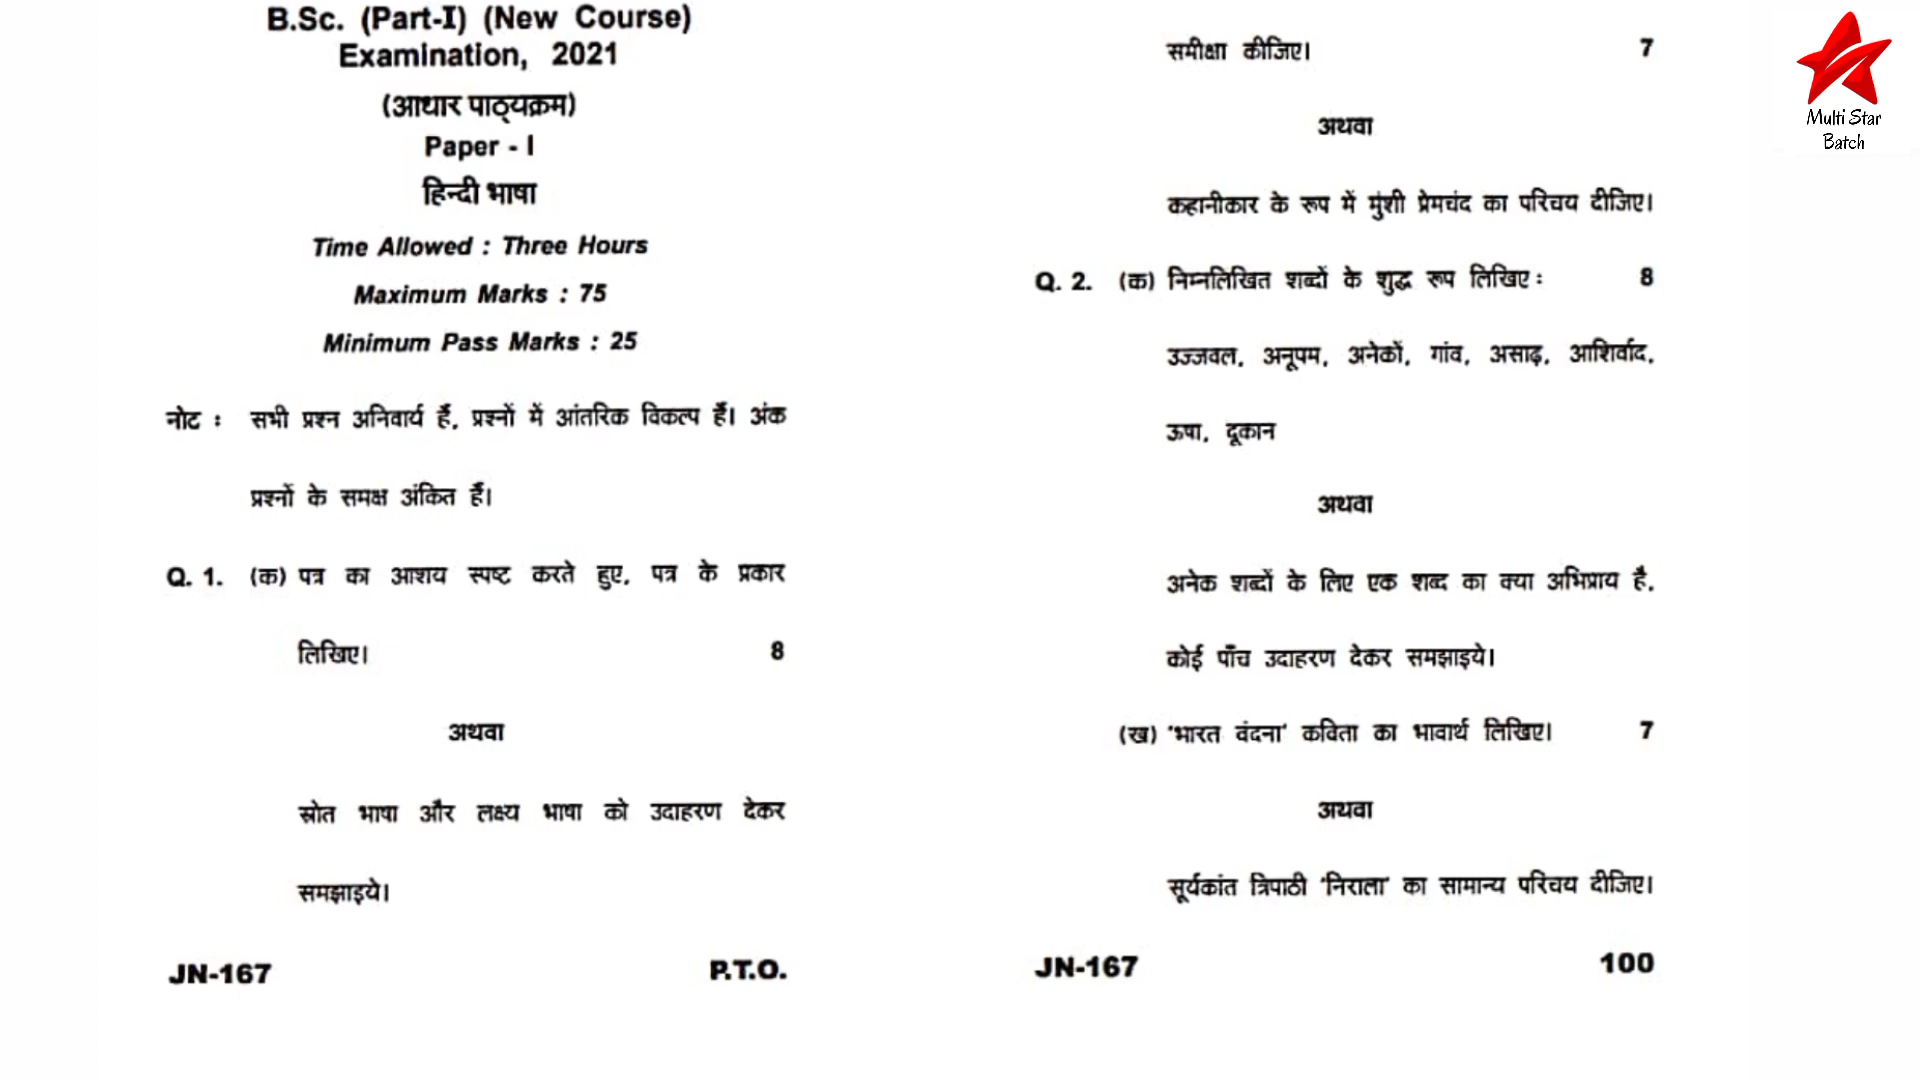 B.Sc. (Part-I) (New Course)
Examination, 2021
(आधार पाठ्यक्रम)
Paper - I
हिन्दी भाषा
Time Allowed : Three Hours
Maximum Marks : 75
Minimum Pass Marks : 25
नोट : सभी प्रश्न अनिवार्य हैं, प्रश्नों में आंतरिक विकल्प हैं। अंक
प्रश्नों के समक्ष अंकित हैं।
Q. 1. (क) पत्र का आशय स्पष्ट करते हुए, पत्र के प्रकार
लिखिए। 8
अथवा
स्रोत भाषा और लक्ष्य भाषा को उदाहरण देकर
समझाइये।
JN-167 P.T.O.
समीक्षा कीजिए। 7
अथवा
कहानीकार के रूप में मुंशी प्रेमचंद का परिचय दीजिए।
Q. 2. (क) निम्नलिखित शब्दों के शुद्ध रूप लिखिए : 8
उज्जवल, अनूपम, अनेकों, गांव, असाढ़, आशिर्वाद,
ऊषा, दूकान
अथवा
अनेक शब्दों के लिए एक शब्द का क्या अभिप्राय है,
कोई पाँच उदाहरण देकर समझाइये।
(ख) 'भारत वंदना' कविता का भावार्थ लिखिए। 7
अथवा
सूर्यकांत त्रिपाठी 'निराला' का सामान्य परिचय दीजिए।
JN-167 100
Multi Star
Batch